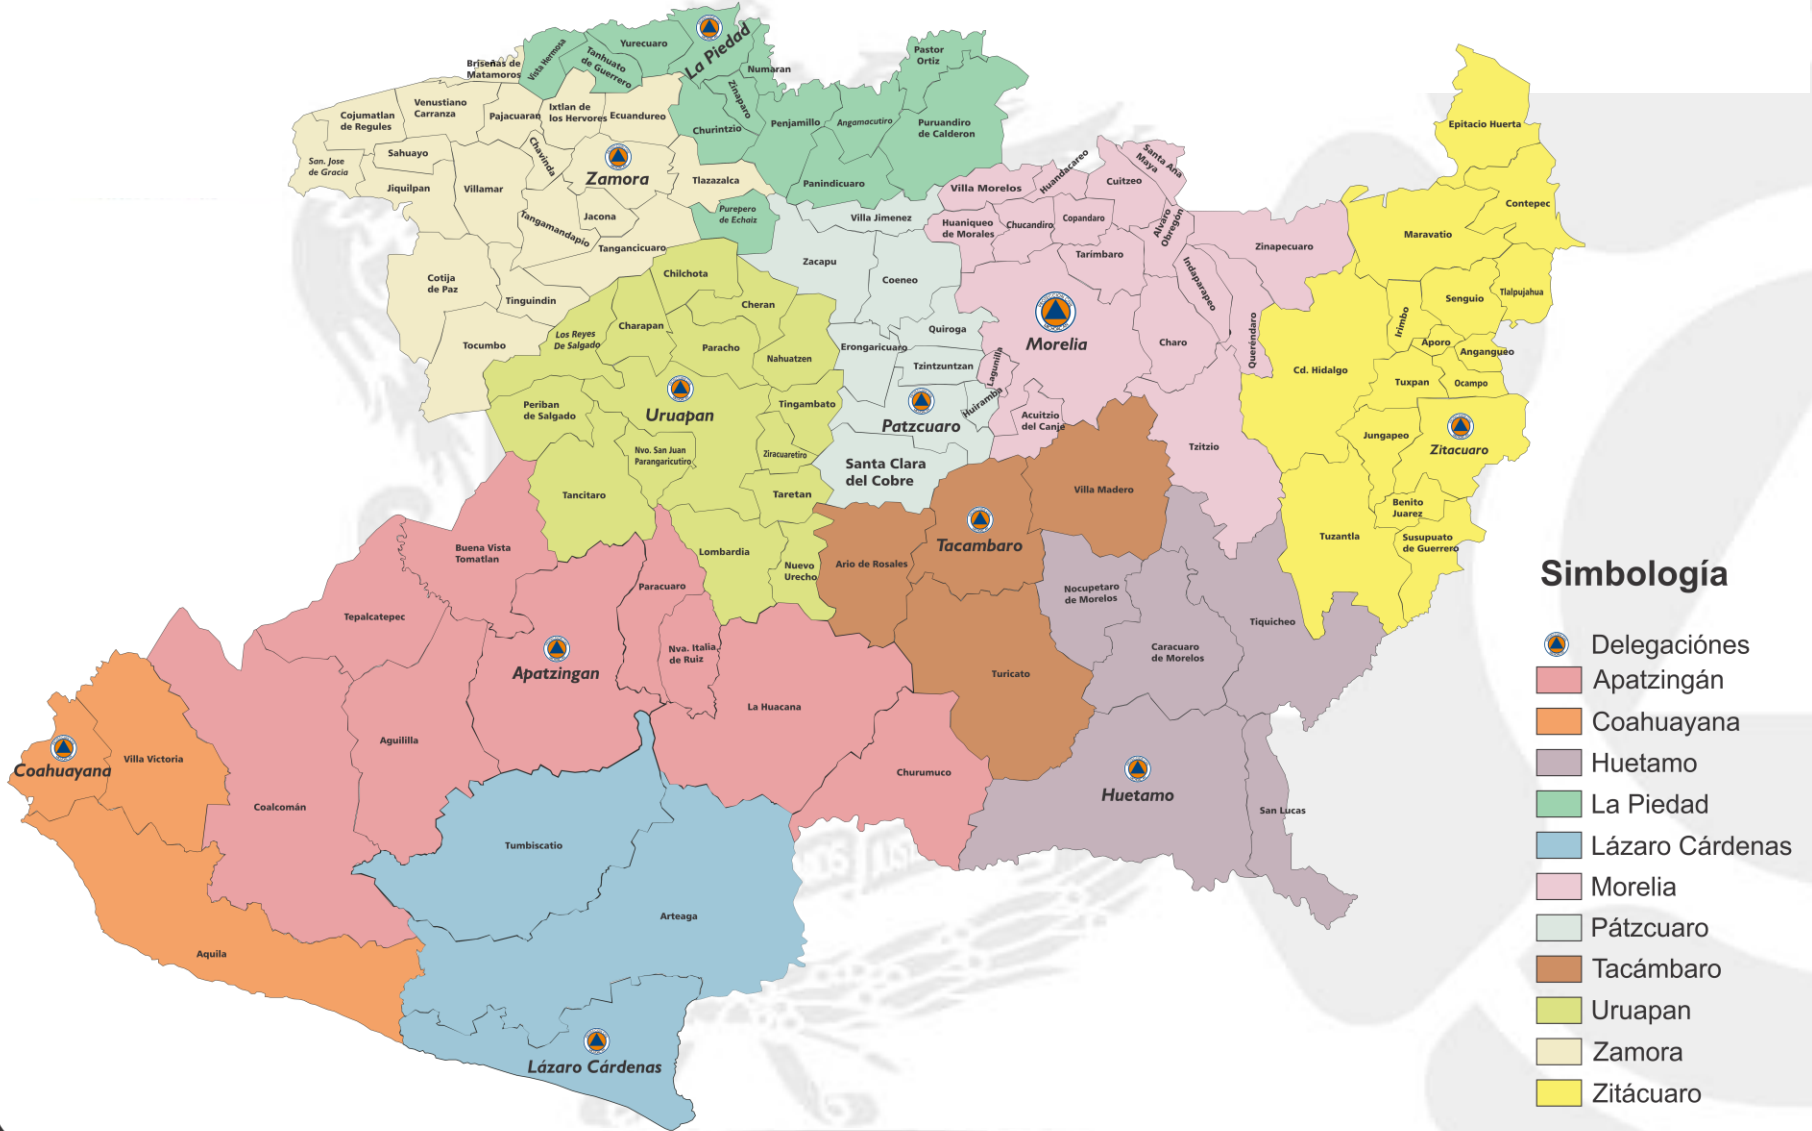 La Piedad
Vista Hermosa
Yurecuaro
Tanhuato
de Guerrero
Briseñas de
Matamoros
Numaran
Zinaparo
Pastor
Ortiz
Cojumatlan
de Regules
Venustiano
Carranza
Pajacuaran
Ixtlan de
los Hervores
Ecuandureo
Churintzio
Penjamillo
Angamacutiro
Puruandiro
de Calderon
Epitacio Huerta
San. Jose
de Gracia
Sahuayo
Chavinda
Zamora
Jiquilpan
Villamar
Tlazazalca
Panindicuaro
Villa Morelos
Huandacareo
Cuitzeo
Santa Ana
Maya
Contepec
Tangamandapio
Jacona
Tangancicuaro
Purepero
de Echaiz
Villa Jimenez
Huaniqueo
de Morales
Chucandiro
Copandaro
Alvaro
Obregón
Zinapecuaro
Maravatio
Cotija
de Paz
Tinguindin
Chilchota
Zacapu
Coeneo
Tarimbaro
Indaparapeo
Senguio
Tlalpujahua
Tocumbo
Los Reyes
De Salgado
Charapan
Cheran
Paracho
Nahuatzen
Erongaricuaro
Quiroga
Tzintzuntzan
Lagunilla
Morelia
Charo
Queréndaro
Irimbo
Aporo
Angangueo
Cd. Hidalgo
Tuxpan
Ocampo
Periban
de Salgado
Uruapan
Tingambato
Patzcuaro
Huiramba
Acuitzio
del Canje
Tzitzio
Jungapeo
Zitacuaro
Nvo. San Juan
Parangaricutiro
Ziracuaretiro
Santa Clara
del Cobre
Tancitaro
Taretan
Villa Madero
Benito
Juarez
Buena Vista
Tomatlan
Lombardia
Nuevo
Urecho
Ario de Rosales
Tacambaro
Tuzantla
Susupuato
de Guerrero
Tepalcatepec
Paracuaro
Nocupetaro
de Morelos
Tiquicheo
Apatzingan
Nva. Italia
de Ruiz
Turicato
Caracuaro
de Morelos
La Huacana
Aguililla
Coahuayana
Villa Victoria
Coalcomán
Churumuco
Huetamo
San Lucas
Tumbiscatio
Arteaga
Aquila
Lázaro Cárdenas
Simbología
Delegaciónes
Apatzingán
Coahuayana
Huetamo
La Piedad
Lázaro Cárdenas
Morelia
Pátzcuaro
Tacámbaro
Uruapan
Zamora
Zitácuaro